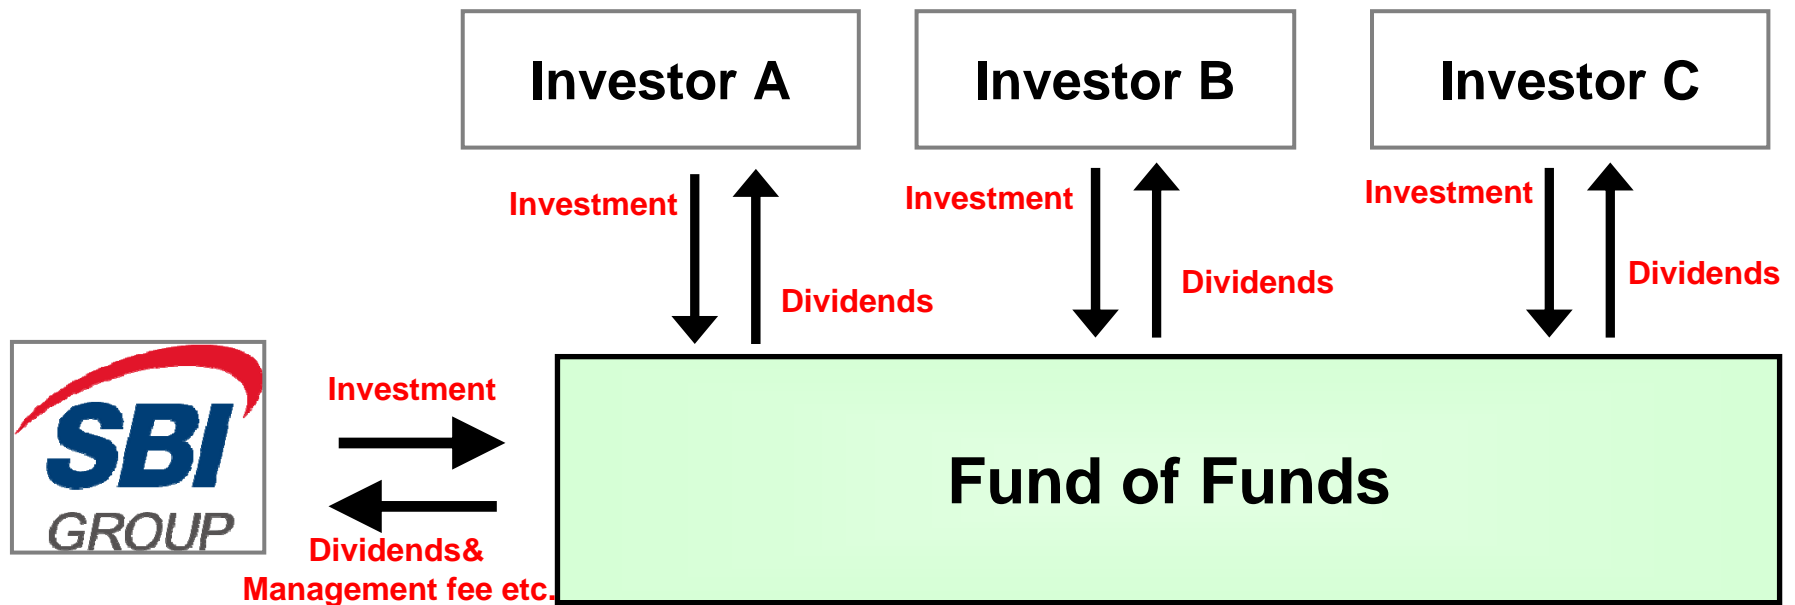 Investor A
Investor B
Investor C
Investment
Investment
Investment
Dividends
Dividends
Dividends
SBI
GROUP
Investment
Dividends&
Management fee etc.
Fund of Funds